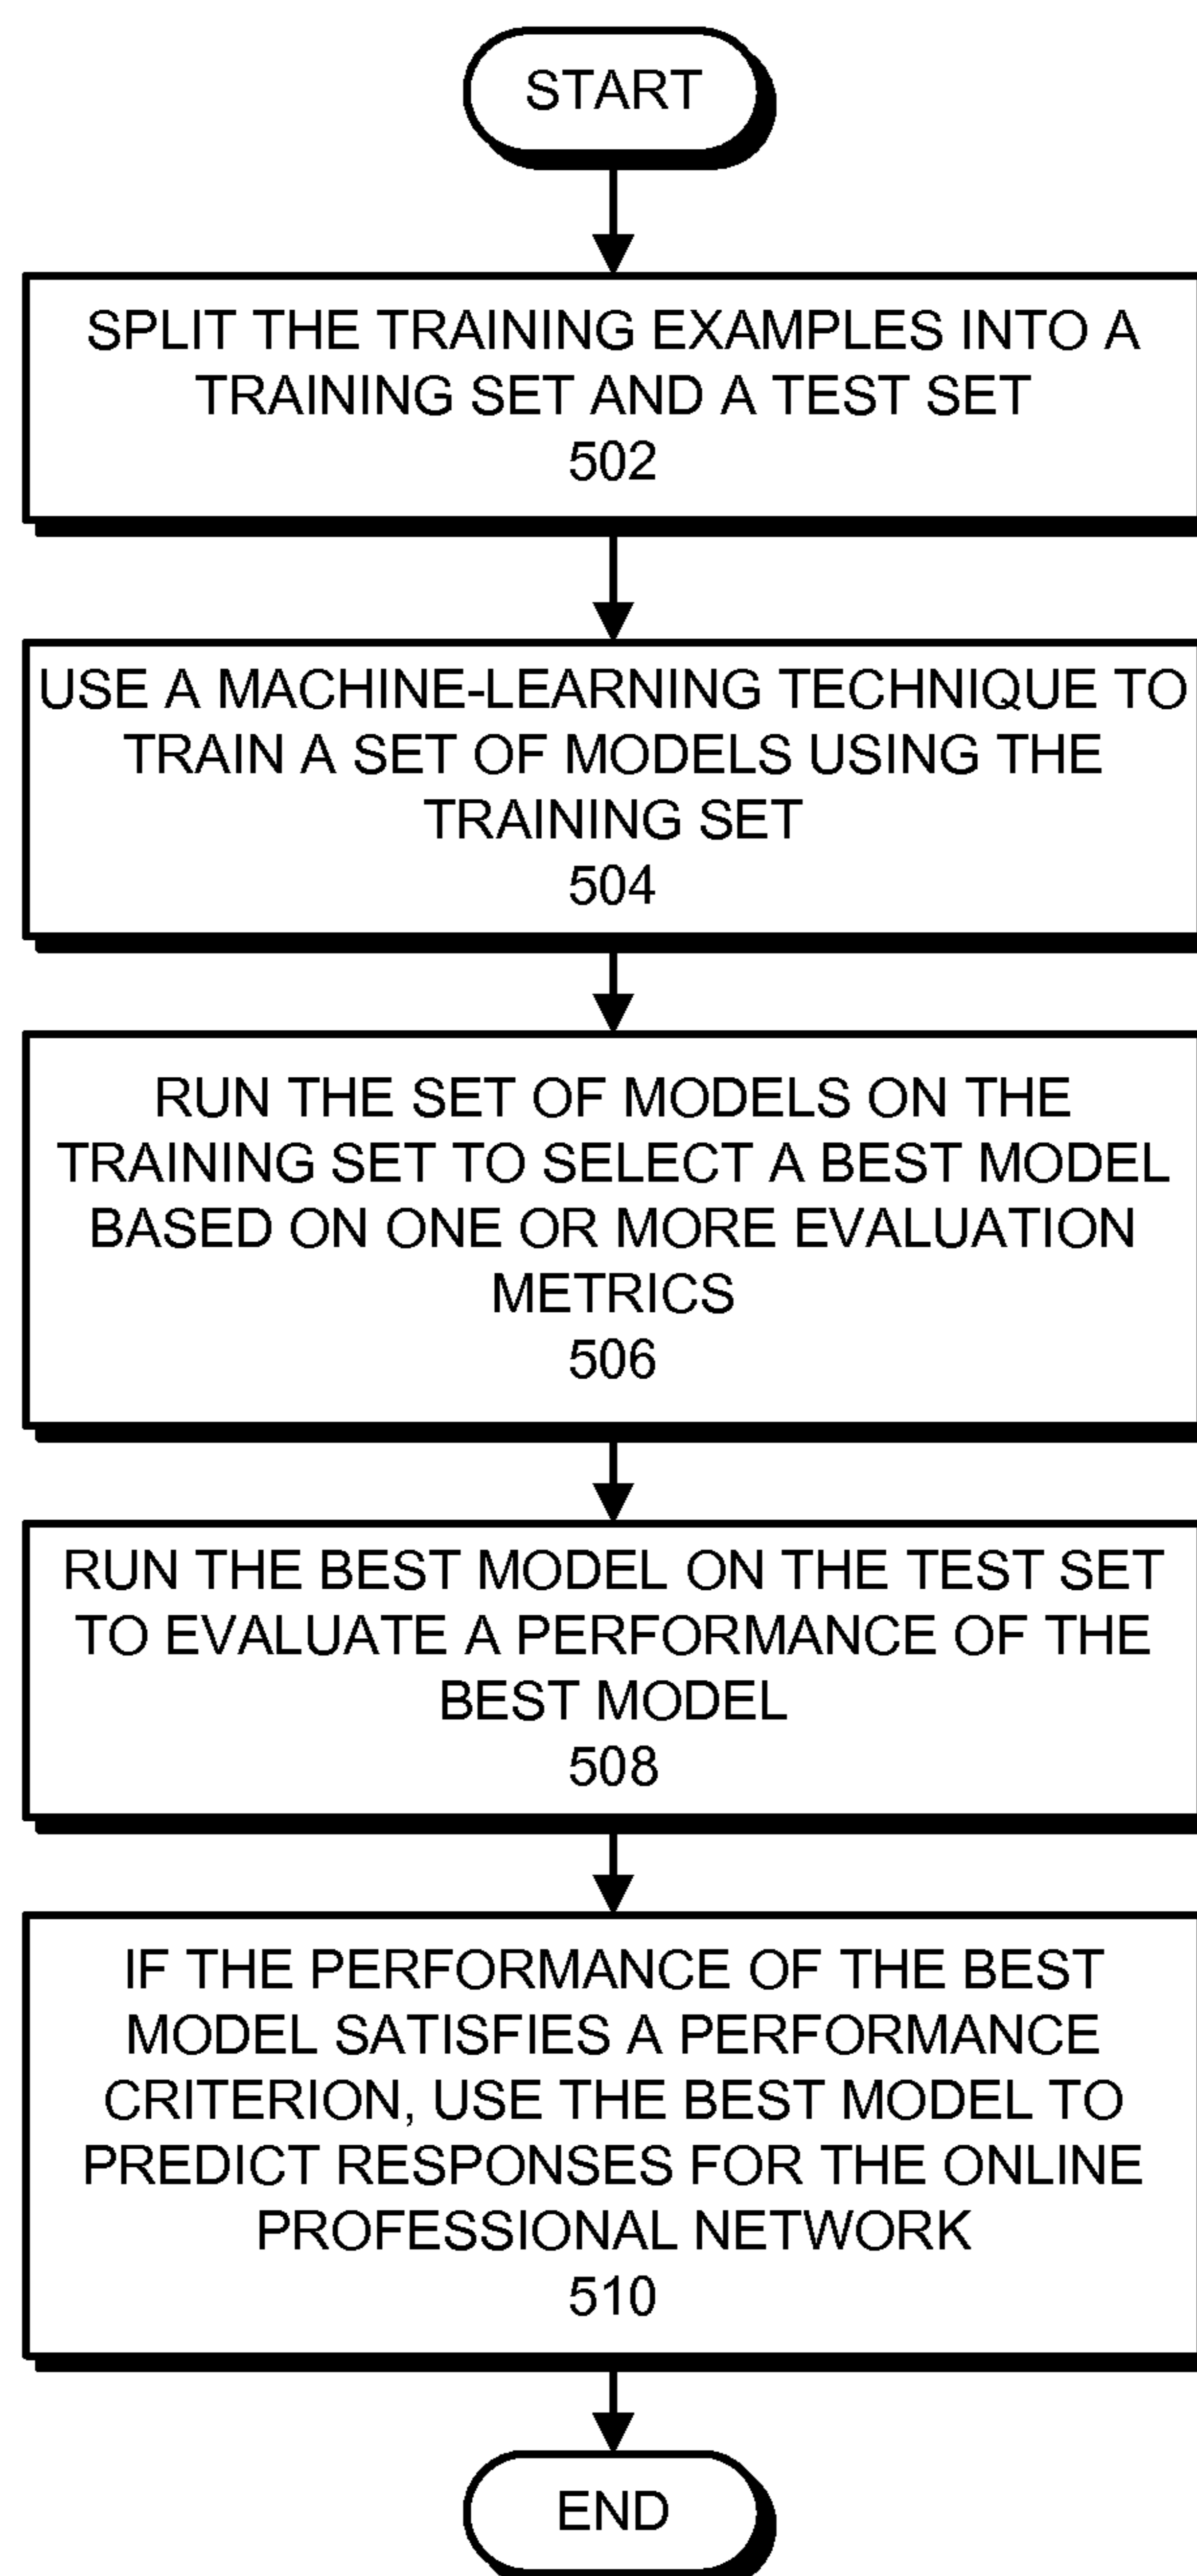 START
SPLIT THE TRAINING EXAMPLES INTO A
TRAINING SET AND A TEST SET
502
USE A MACHINE-LEARNING TECHNIQUE TO
TRAIN A SET OF MODELS USING THE
TRAINING SET
504
RUN THE SET OF MODELS ON THE
TRAINING SET TO SELECT A BEST MODEL
BASED ON ONE OR MORE EVALUATION
METRICS
506
RUN THE BEST MODEL ON THE TEST SET
TO EVALUATE A PERFORMANCE OF THE
BEST MODEL
508
IF THE PERFORMANCE OF THE BEST
MODEL SATISFIES A PERFORMANCE
CRITERION, USE THE BEST MODEL TO
PREDICT RESPONSES FOR THE ONLINE
PROFESSIONAL NETWORK
510
END